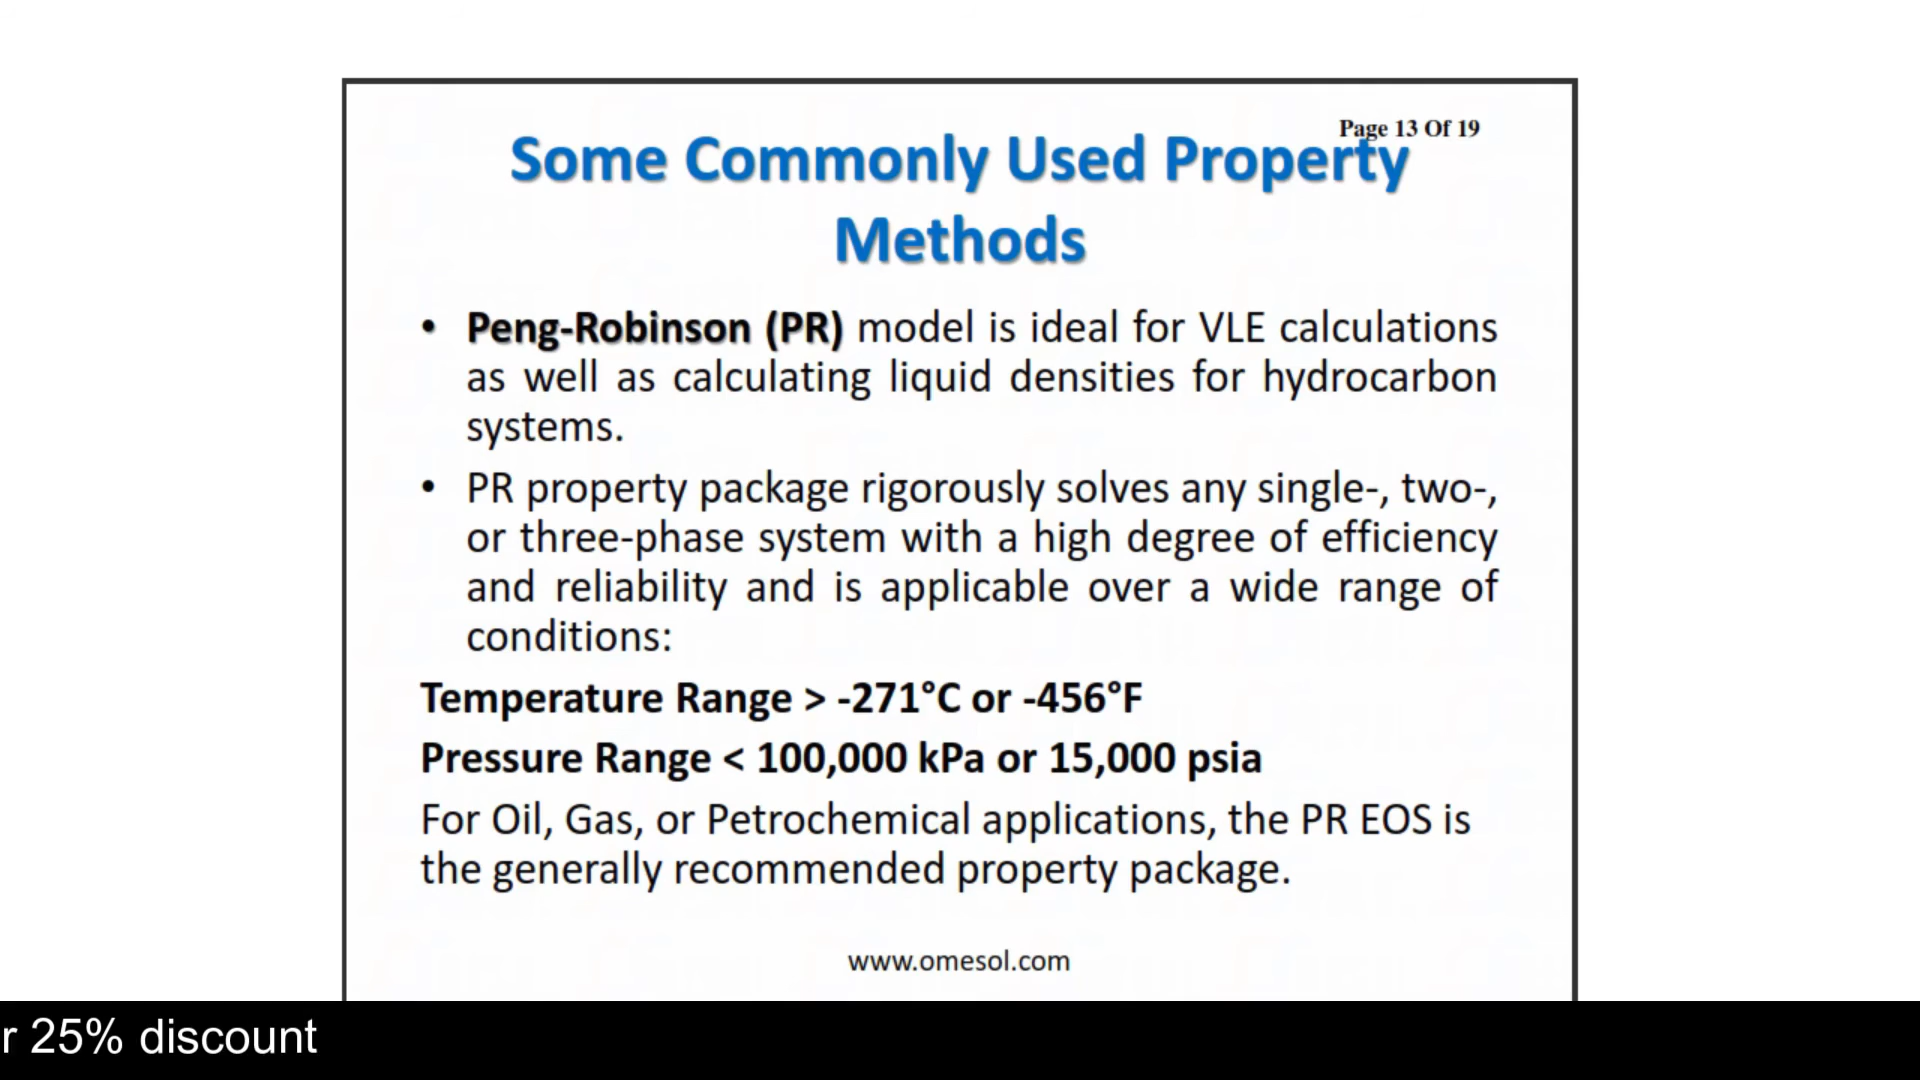 Page 13 Of 19
Some Commonly Used Property
Methods
• Peng-Robinson (PR) model is ideal for VLE calculations
as well as calculating liquid densities for hydrocarbon
systems.
• PR property package rigorously solves any single-, two-,
or three-phase system with a high degree of efficiency
and reliability and is applicable over a wide range of
conditions:
Temperature Range > -271°C or -456°F
Pressure Range < 100,000 kPa or 15,000 psia
For Oil, Gas, or Petrochemical applications, the PR EOS is
the generally recommended property package.
www.omesol.com
r 25% discount